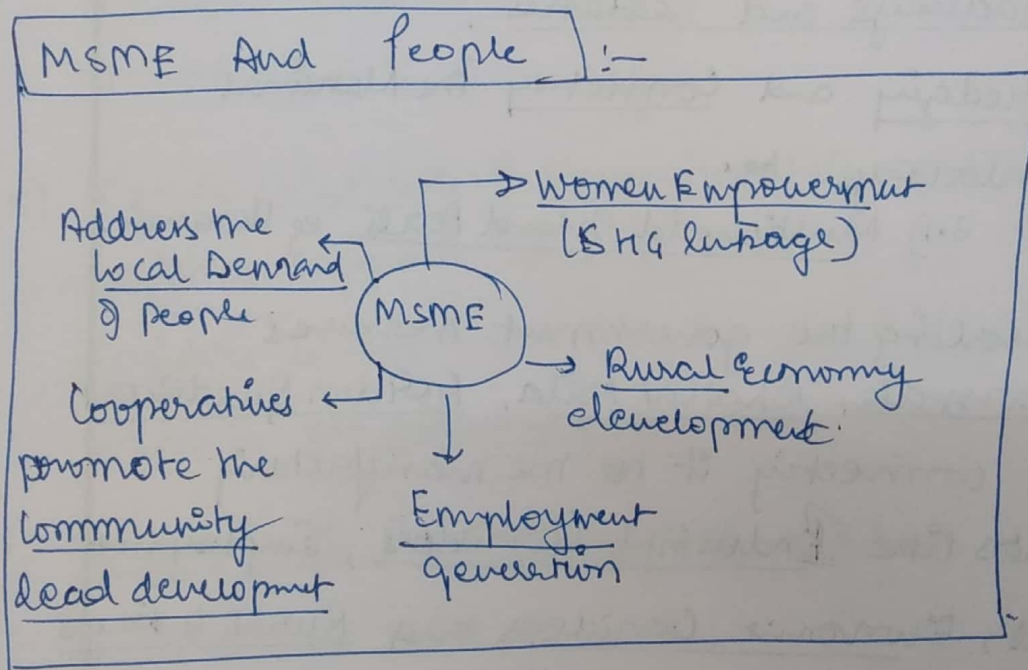 MSME And People :-
Women Empowerment
(SHG linkage)
Address the
Local Demand
of people
MSME
Rural Economy
development.
Cooperatives
promote the
Community
lead development
Employment
generation